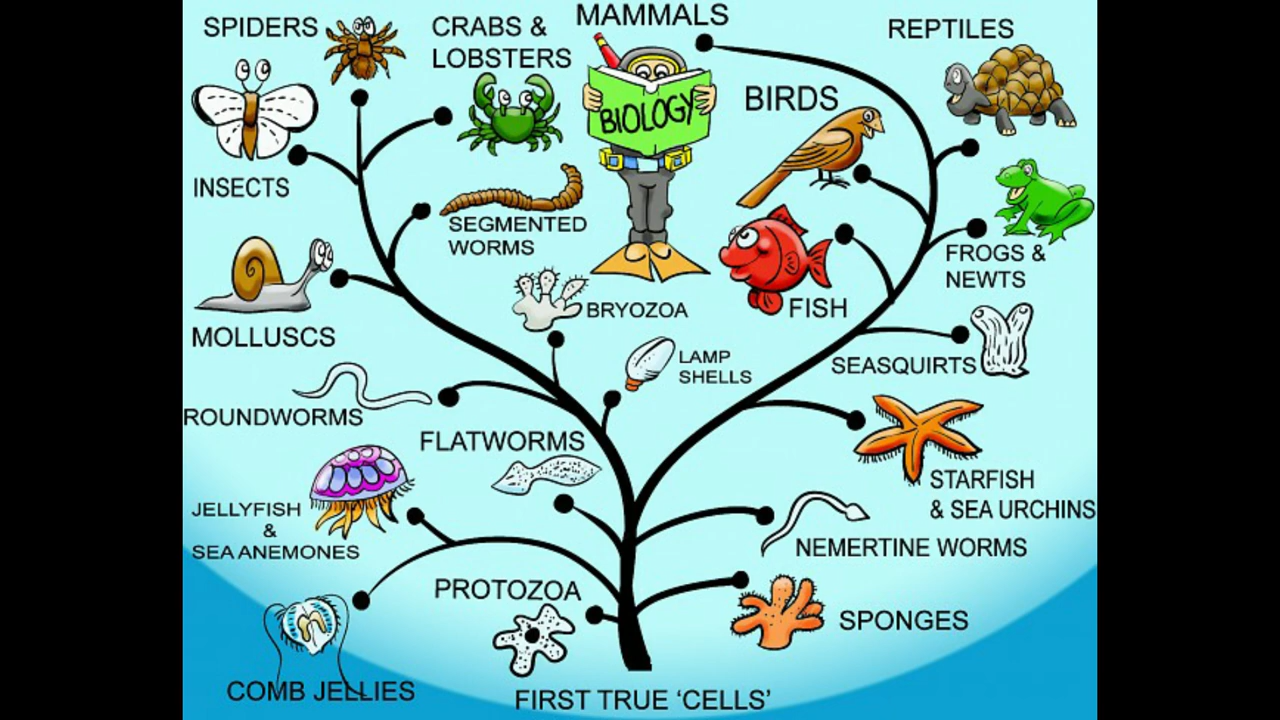 MAMMALS
SPIDERS
CRABS &
LOBSTERS
REPTILES
BIRDS
BIOLOGY
INSECTS
SEGMENTED
WORMS
FROGS &
NEWTS
BRYOZOA
FISH
MOLLUSCS
LAMP
SHELLS
SEASQUIRTS
ROUNDWORMS
FLATWORMS
STARFISH
& SEA URCHINS
JELLYFISH
&
SEA ANEMONES
NEMERTINE WORMS
PROTOZOA
SPONGES
COMB JELLIES
FIRST TRUE ‘CELLS’